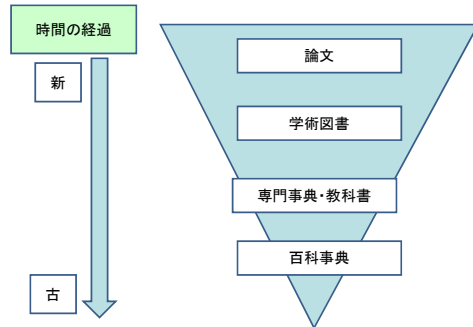 時間の経過
新
論文
学術図書
専門事典・教科書
百科事典
古